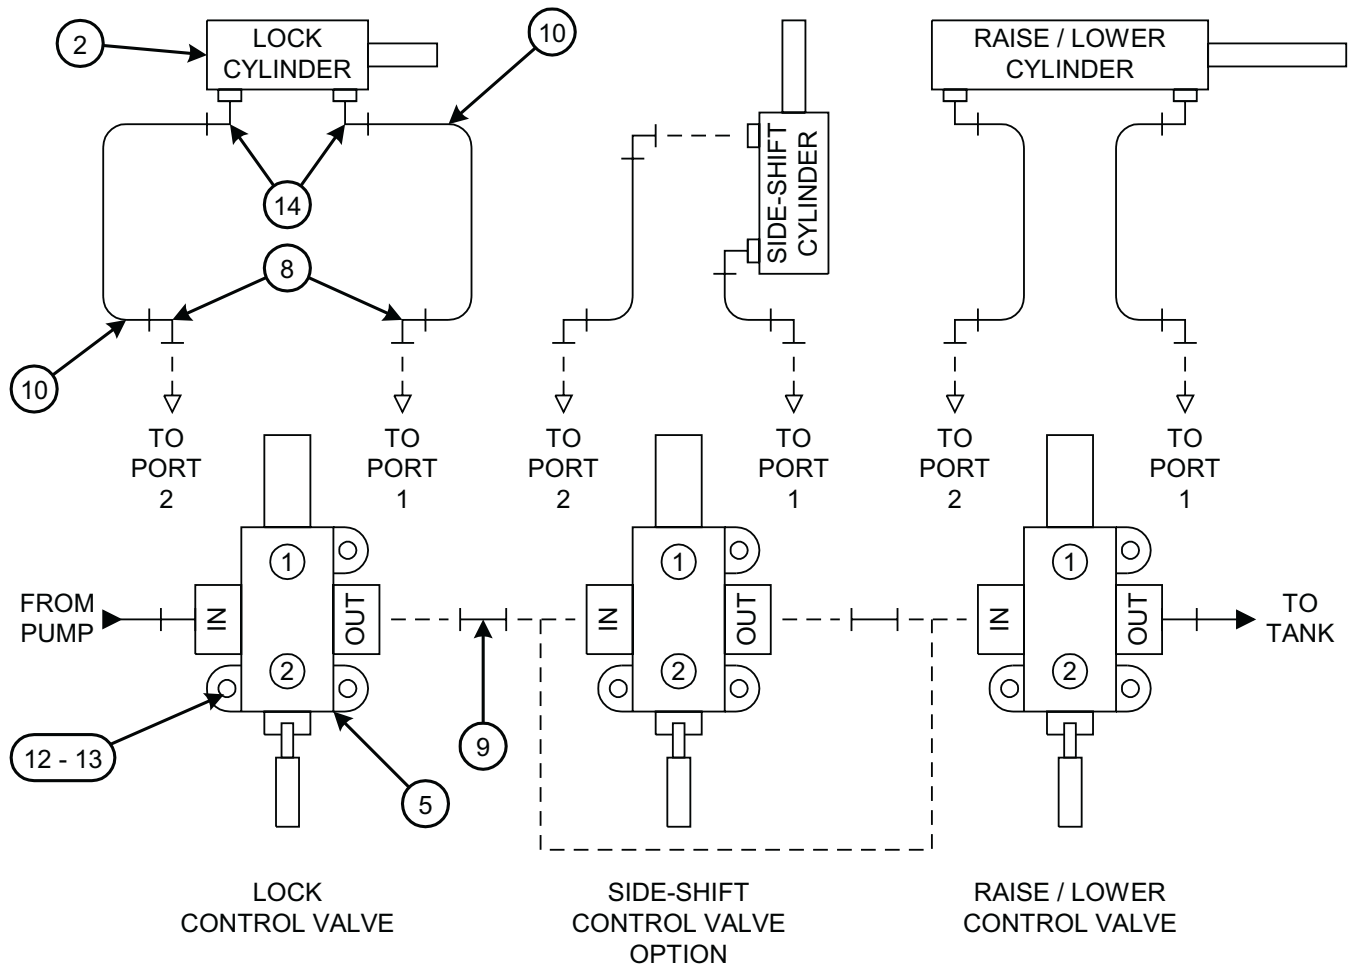 2
LOCK
CYLINDER
10
RAISE / LOWER
CYLINDER
SIDE-SHIFT
CYLINDER
14
8
10
TO
PORT
2
TO
PORT
1
TO
PORT
2
TO
PORT
1
TO
PORT
2
TO
PORT
1
FROM
PUMP
IN
1
OUT
2
IN
1
OUT
2
IN
1
OUT
2
TO
TANK
12 - 13
9
5
LOCK
CONTROL VALVE
SIDE-SHIFT
CONTROL VALVE
OPTION
RAISE / LOWER
CONTROL VALVE